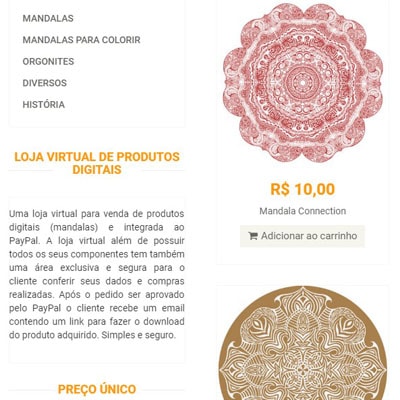 MANDALAS
MANDALAS PARA COLORIR
ORGONITES
DIVERSOS
HISTÓRIA
LOJA VIRTUAL DE PRODUTOS
DIGITAIS
Uma loja virtual para venda de produtos
digitais (mandalas) e integrada ao
PayPal. A loja virtual além de possuir
todos os seus componentes tem também
uma área exclusiva e segura para o
cliente conferir seus dados e compras
realizadas. Após o pedido ser aprovado
pelo PayPal o cliente recebe um email
contendo um link para fazer o download
do produto adquirido. Simples e seguro.
PREÇO ÚNICO
R$ 10,00
Mandala Connection
Adicionar ao carrinho